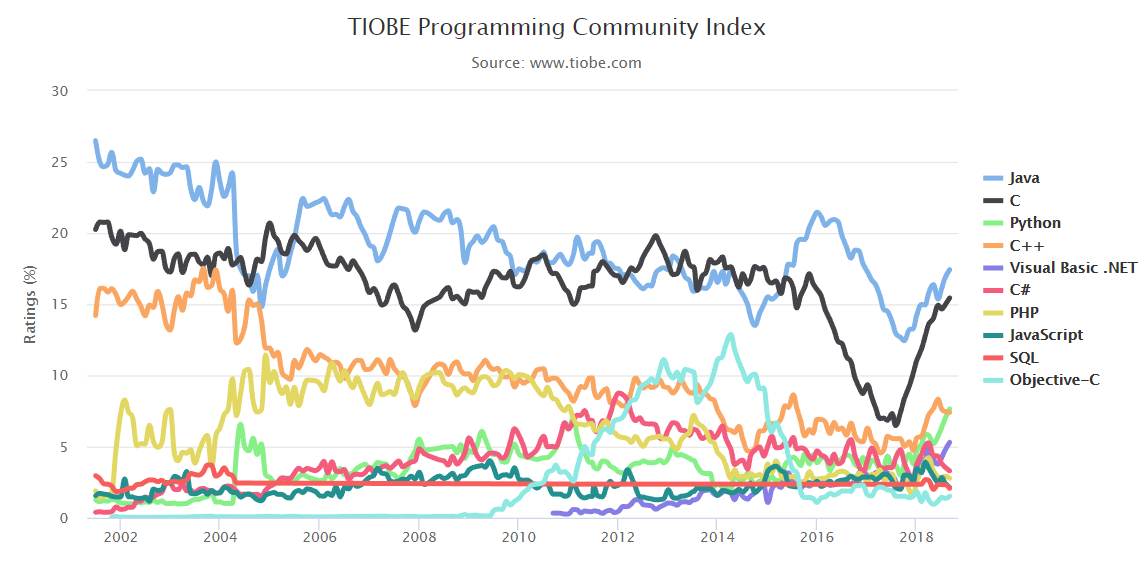 TIOBE Programming Community Index
Source: www.tiobe.com
Ratings (%)
30
25
20
15
10
5
0
2002 2004 2006 2008 2010 2012 2014 2016 2018
Java
C
Python
C++
Visual Basic .NET
C#
PHP
JavaScript
SQL
Objective-C